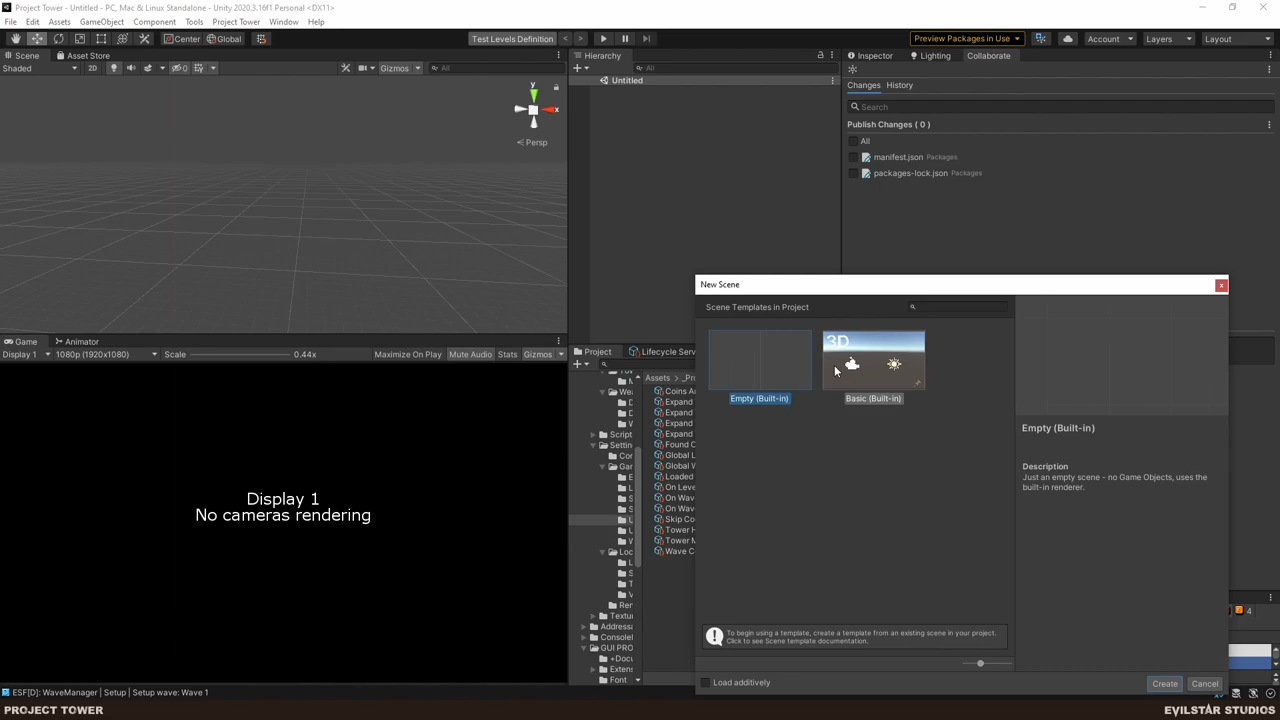 Project Tower - Untitled - PC, Mac & Linux Standalone - Unity 2020.3.16f1 Personal <DX11>
File Edit Assets GameObject Component Tools Project Tower Window Help
Center Global Test Levels Definition Preview Packages in Use Account Layers Layout
Scene Asset Store Hierarchy Inspector Lighting Collaborate
Shaded 2D 0 Gizmos All All
Untitled
Changes History
Search
Publish Changes ( 0 )
All
manifest.json Packages
packages-lock.json Packages
y
x
Persp
New Scene
Scene Templates in Project
3D
Empty (Built-in) Basic (Built-in)
Empty (Built-in)
Description
Just an empty scene - no Game Objects, uses the
built-in renderer.
To begin using a template, create a template from an existing scene in your project.
Click to see Scene template documentation.
Load additively Create Cancel
Game Animator
Display 1 1080p (1920x1080) Scale 0.44x Maximize On Play Mute Audio Stats Gizmos
Display 1
No cameras rendering
Project Lifecycle Serv
Assets > _Pr
Coins A
Wea Expand
D Expand
D Expand
W Expand
Script Found C
Settin Global L
Cor Global W
Gan Loaded
E On Leve
L On Wav
S On Wav
S Skip Co
Tower H
Tower M
W Wave C
Loc
L
S
T
V
Ren
Textu
Addressa
Console
GUI PRO
+Docu
Extens
Font
4
ESF[D]: WaveManager | Setup | Setup wave: Wave 1
PROJECT TOWER EVILSTAR STUDIOS